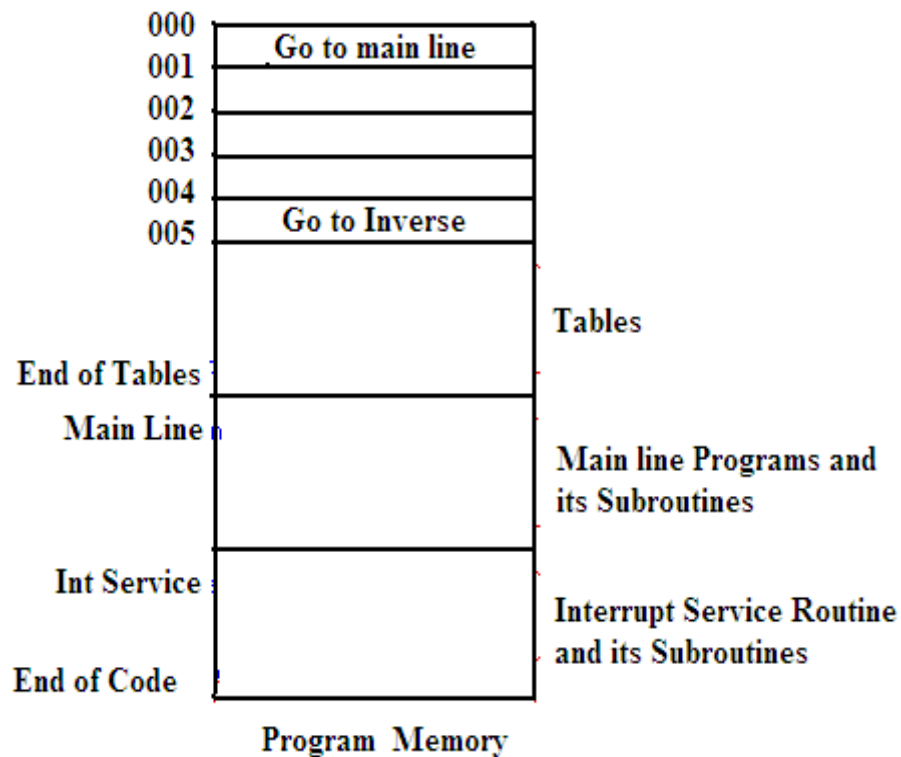 000
Go to main line
001
002
003
004
Go to Inverse
005
Tables
End of Tables
Main Line
Main line Programs and
its Subroutines
Int Service
Interrupt Service Routine
and its Subroutines
End of Code
Program Memory